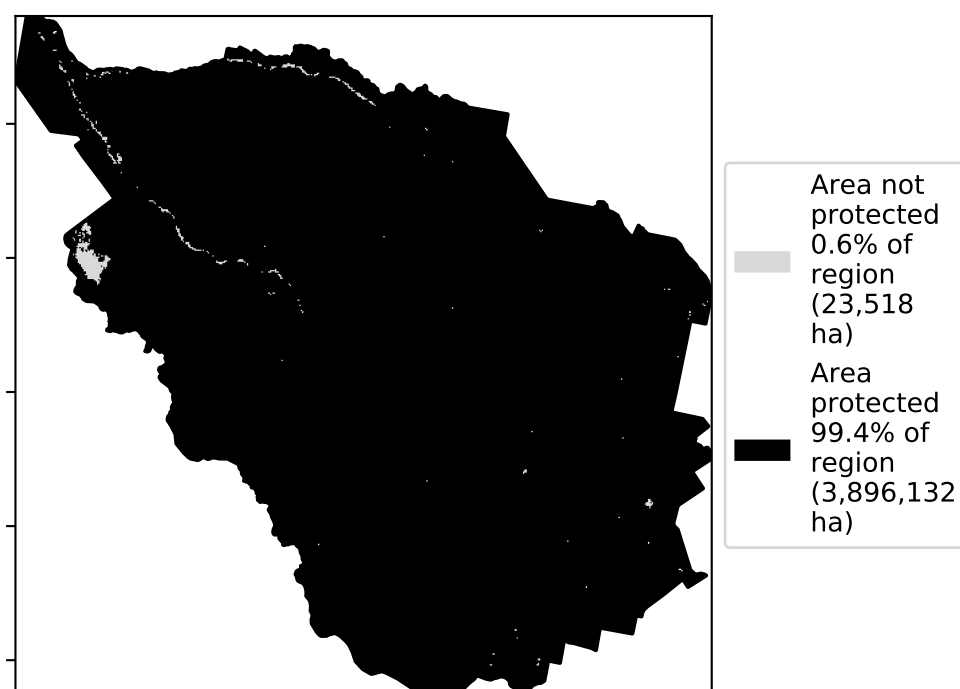 Area not
protected
0.6% of
region
(23,518
ha)
Area
protected
99.4% of
region
(3,896,132
ha)